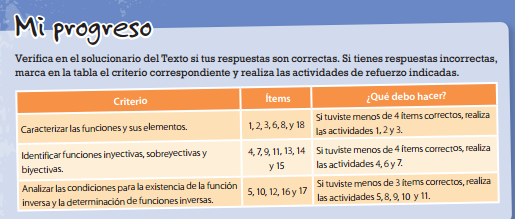 Mi progreso
Verifica en el solucionario del Texto si tus respuestas son correctas. Si tienes respuestas incorrectas,
marca en la tabla el criterio correspondiente y realiza las actividades de refuerzo indicadas.
Criterio Ítems ¿Qué debo hacer?
Caracterizar las funciones y sus elementos. 1, 2, 3, 6, 8, y 18 Si tuviste menos de 4 ítems correctos, realiza
las actividades 1, 2 y 3.
Identificar funciones inyectivas, sobreyectivas y
biyectivas.
4, 7, 9, 11, 13, 14
y 15
Si tuviste menos de 4 ítems correctos, realiza
las actividades 4, 6 y 7.
Analizar las condiciones para la existencia de la función
inversa y la determinación de funciones inversas.
5, 10, 12, 16 y 17
Si tuviste menos de 3 ítems correctos, realiza
las actividades 5, 8, 9, 10 y 11.